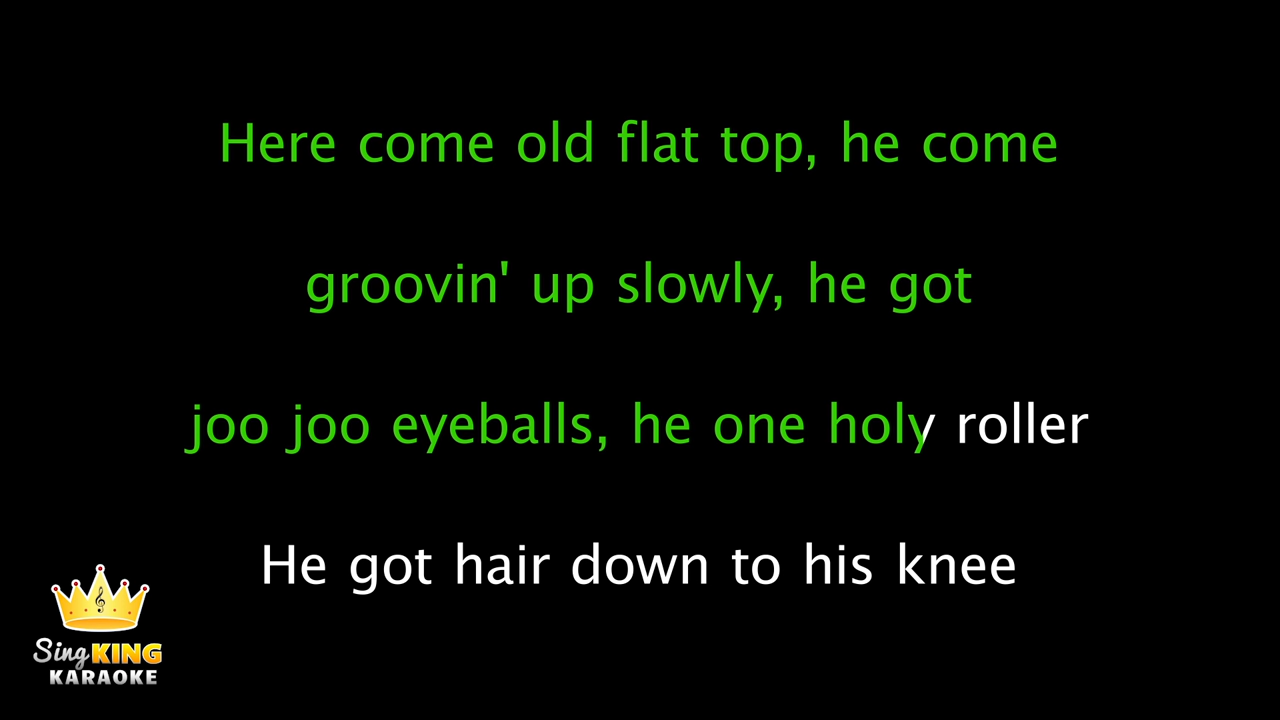 Here come old flat top, he come
groovin' up slowly, he got
joo joo eyeballs, he one holy roller
He got hair down to his knee
Sing KING
KARAOKE